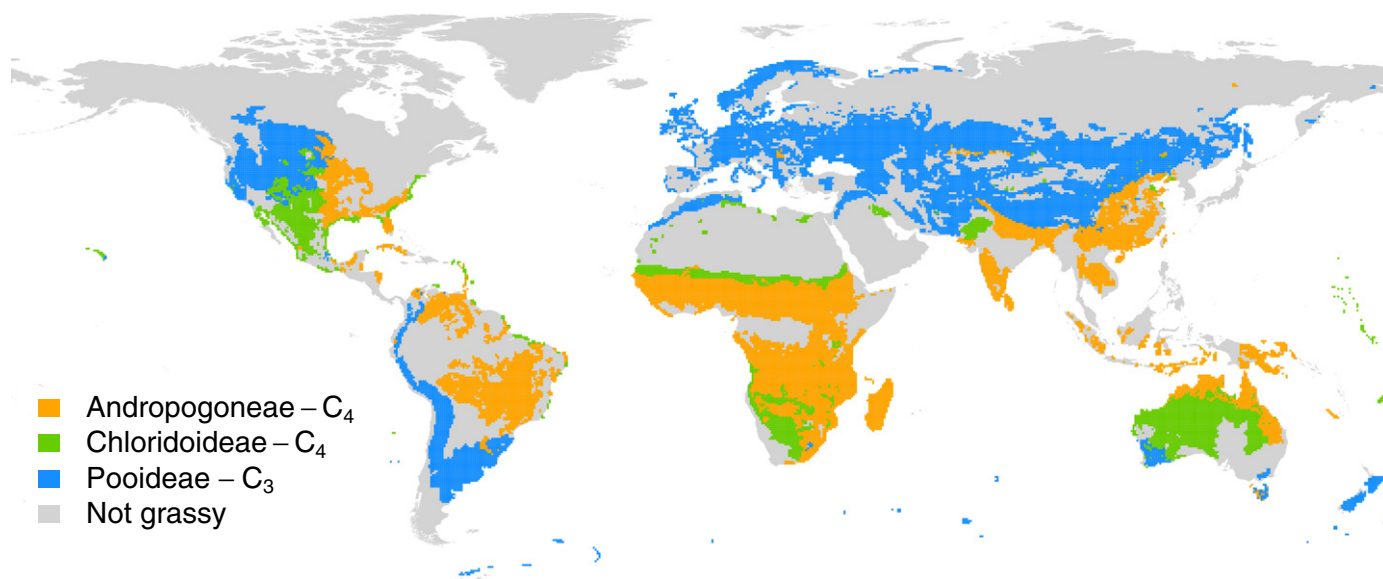 Andropogoneae – C₄
Chloridoideae – C₄
Pooideae – C₃
Not grassy